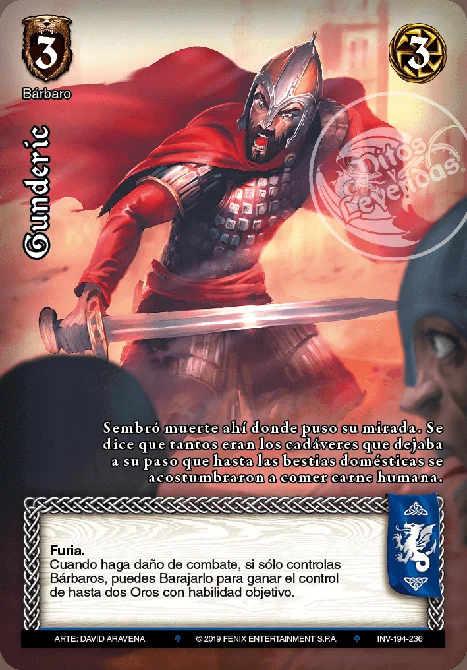 3
3
Bárbaro
Gunderic
Mitos
Leyendas
Sembró muerte ahí donde puso su mirada. Se
dice que tantos eran los cadáveres que dejaba
a su paso que hasta las bestias domésticas se
acostumbraron a comer carne humana.
Furia.
Cuando haga daño de combate, si sólo controlas
Bárbaros, puedes Barajarlo para ganar el control
de hasta dos Oros con habilidad objetivo.
ARTE: DAVID ARAVENA © 2019 FENIX ENTERTAINMENT S.P.A. INV-194-236